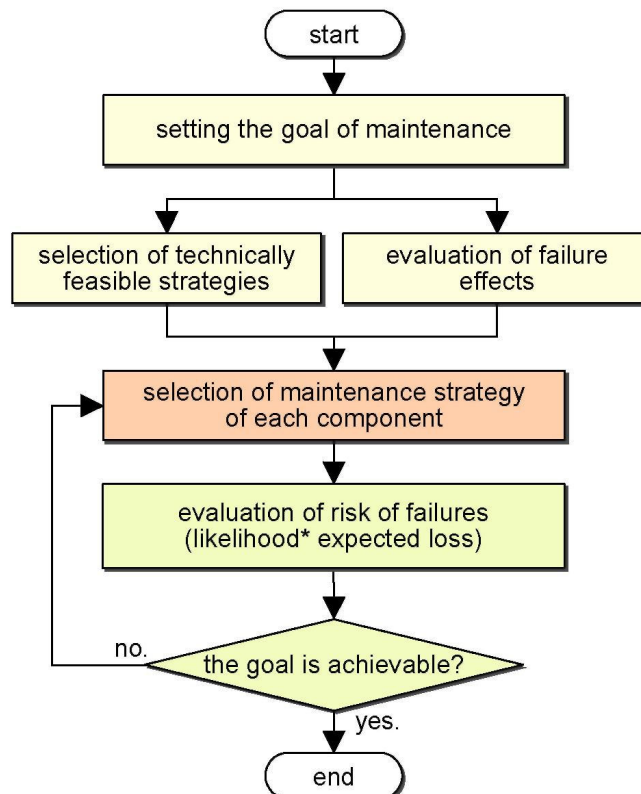 start
setting the goal of maintenance
selection of technically
feasible strategies
evaluation of failure
effects
selection of maintenance strategy
of each component
evaluation of risk of failures
(likelihood* expected loss)
no.
the goal is achievable?
yes.
end